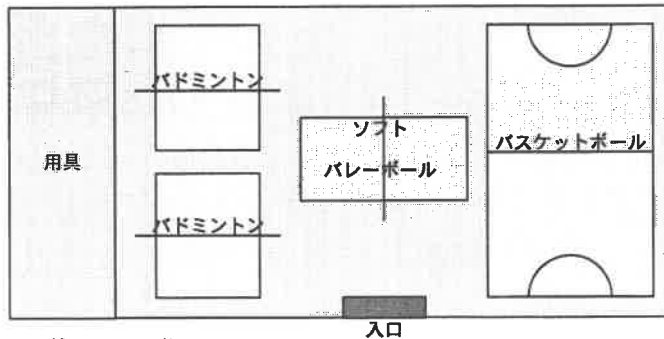 用具
バドミントン
バドミントン
ソフト
バレーボール
バスケットボール
入口